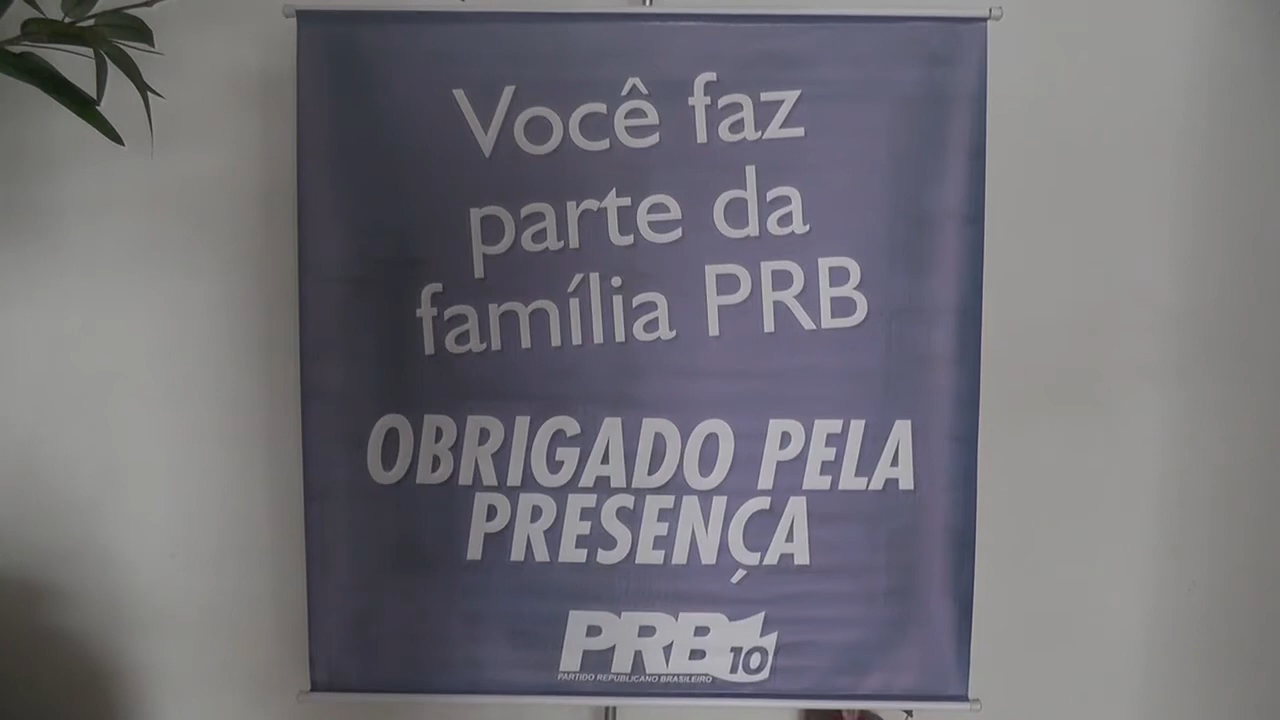 Você faz
parte da
família PRB
OBRIGADO PELA
PRESENÇA
PRB 10
PARTIDO REPUBLICANO BRASILEIRO